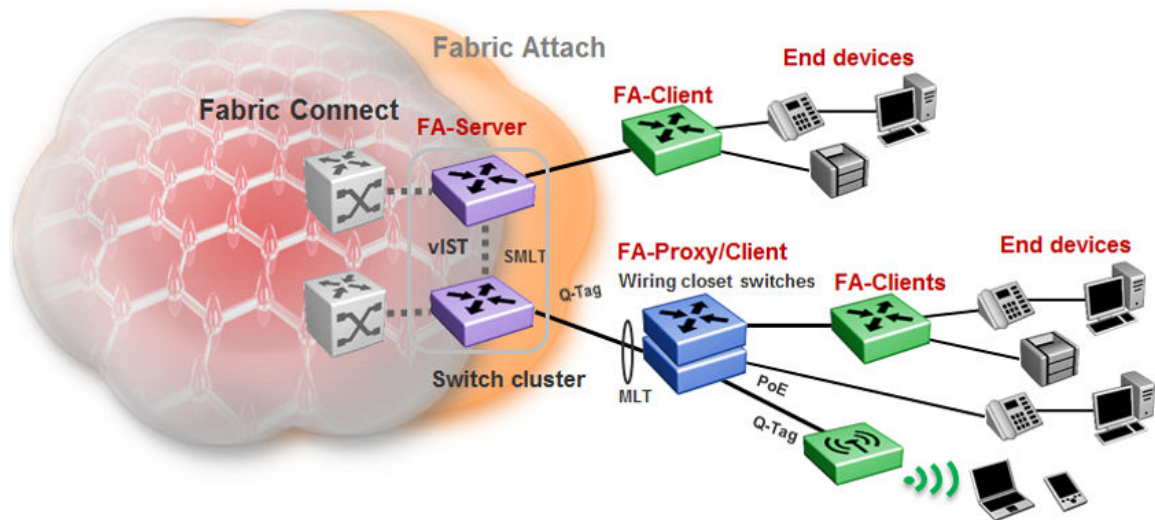 Fabric Attach
End devices
FA-Client
Fabric Connect
FA-Server
vIST
SMLT
FA-Proxy/Client
End devices
Wiring closet switches
FA-Clients
Q-Tag
Switch cluster
MLT
PoE
Q-Tag